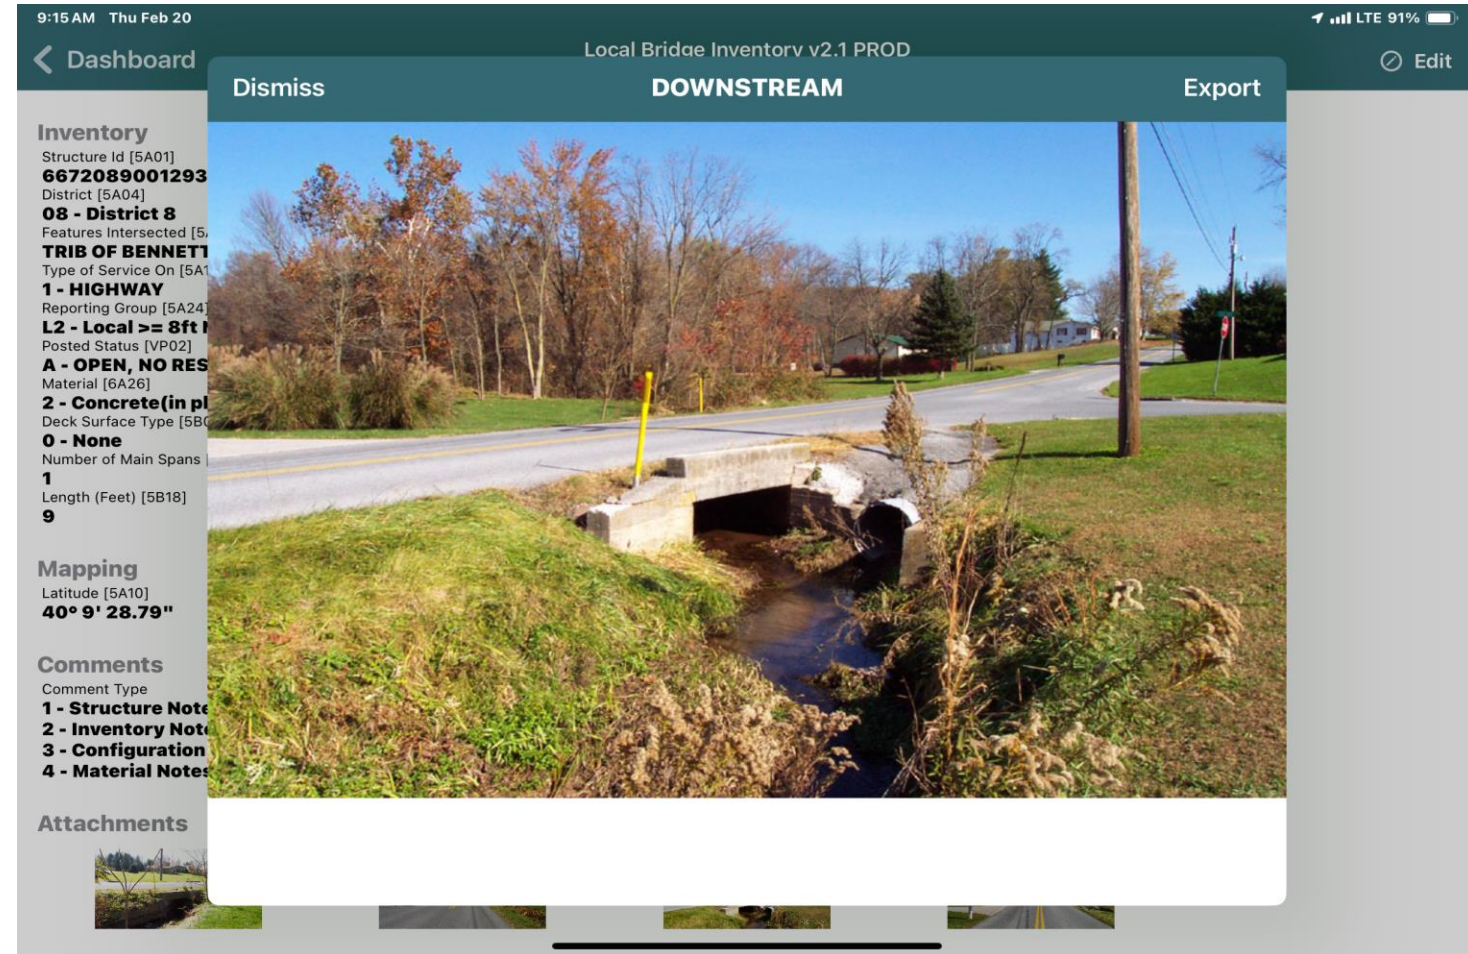 9:15 AM Thu Feb 20
LTE 91%
Dashboard
Local Bridge Inventory v2.1 PROD
Edit
Dismiss
DOWNSTREAM
Export
Inventory
Structure Id [5A01]
6672089001293
District [5A04]
08 - District 8
Features Intersected [5
TRIB OF BENNETT
Type of Service On [5A1
1 - HIGHWAY
Reporting Group [5A24]
L2 - Local >= 8ft
Posted Status [VP02]
A - OPEN, NO RES
Material [6A26]
2 - Concrete(in pl
Deck Surface Type [5B
0 - None
Number of Main Spans
1
Length (Feet) [5B18]
9
Mapping
Latitude [5A10]
40° 9' 28.79"
Comments
Comment Type
1 - Structure Note
2 - Inventory Note
3 - Configuration
4 - Material Notes
Attachments